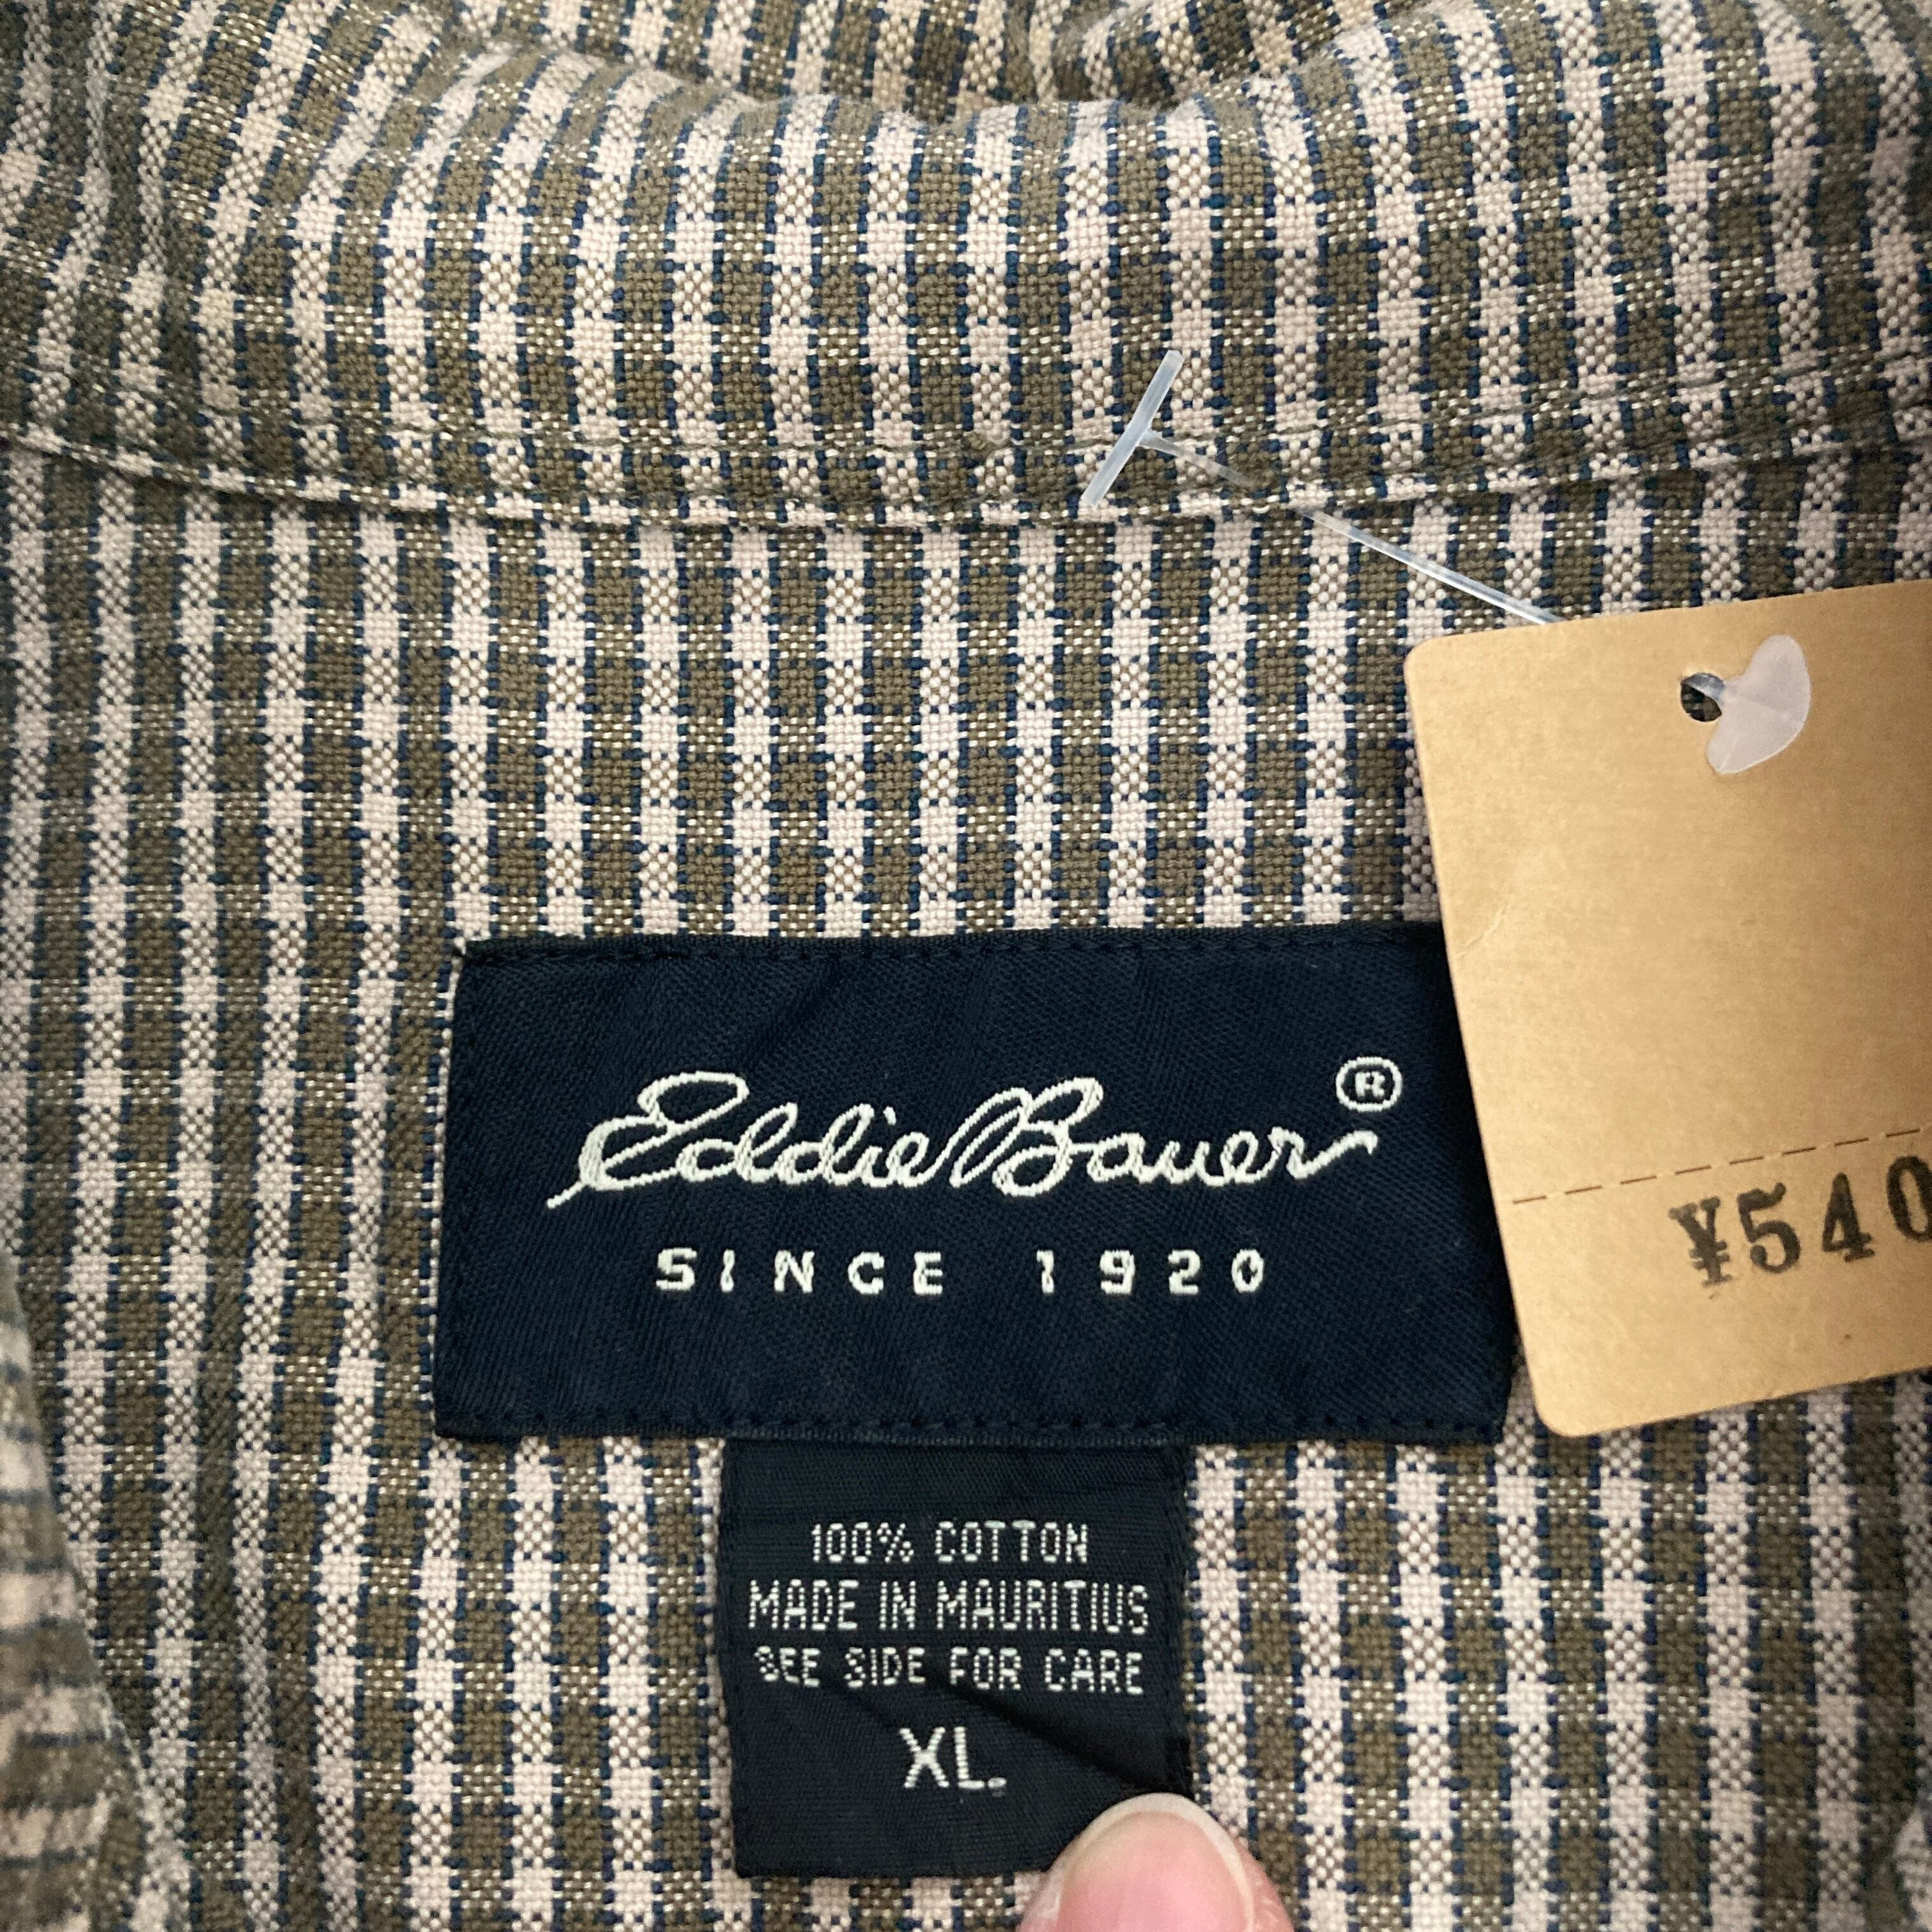 Eddie Bauer®
SINCE 1920
¥540
100% COTTON
MADE IN MAURITIUS
SEE SIDE FOR CARE
XL